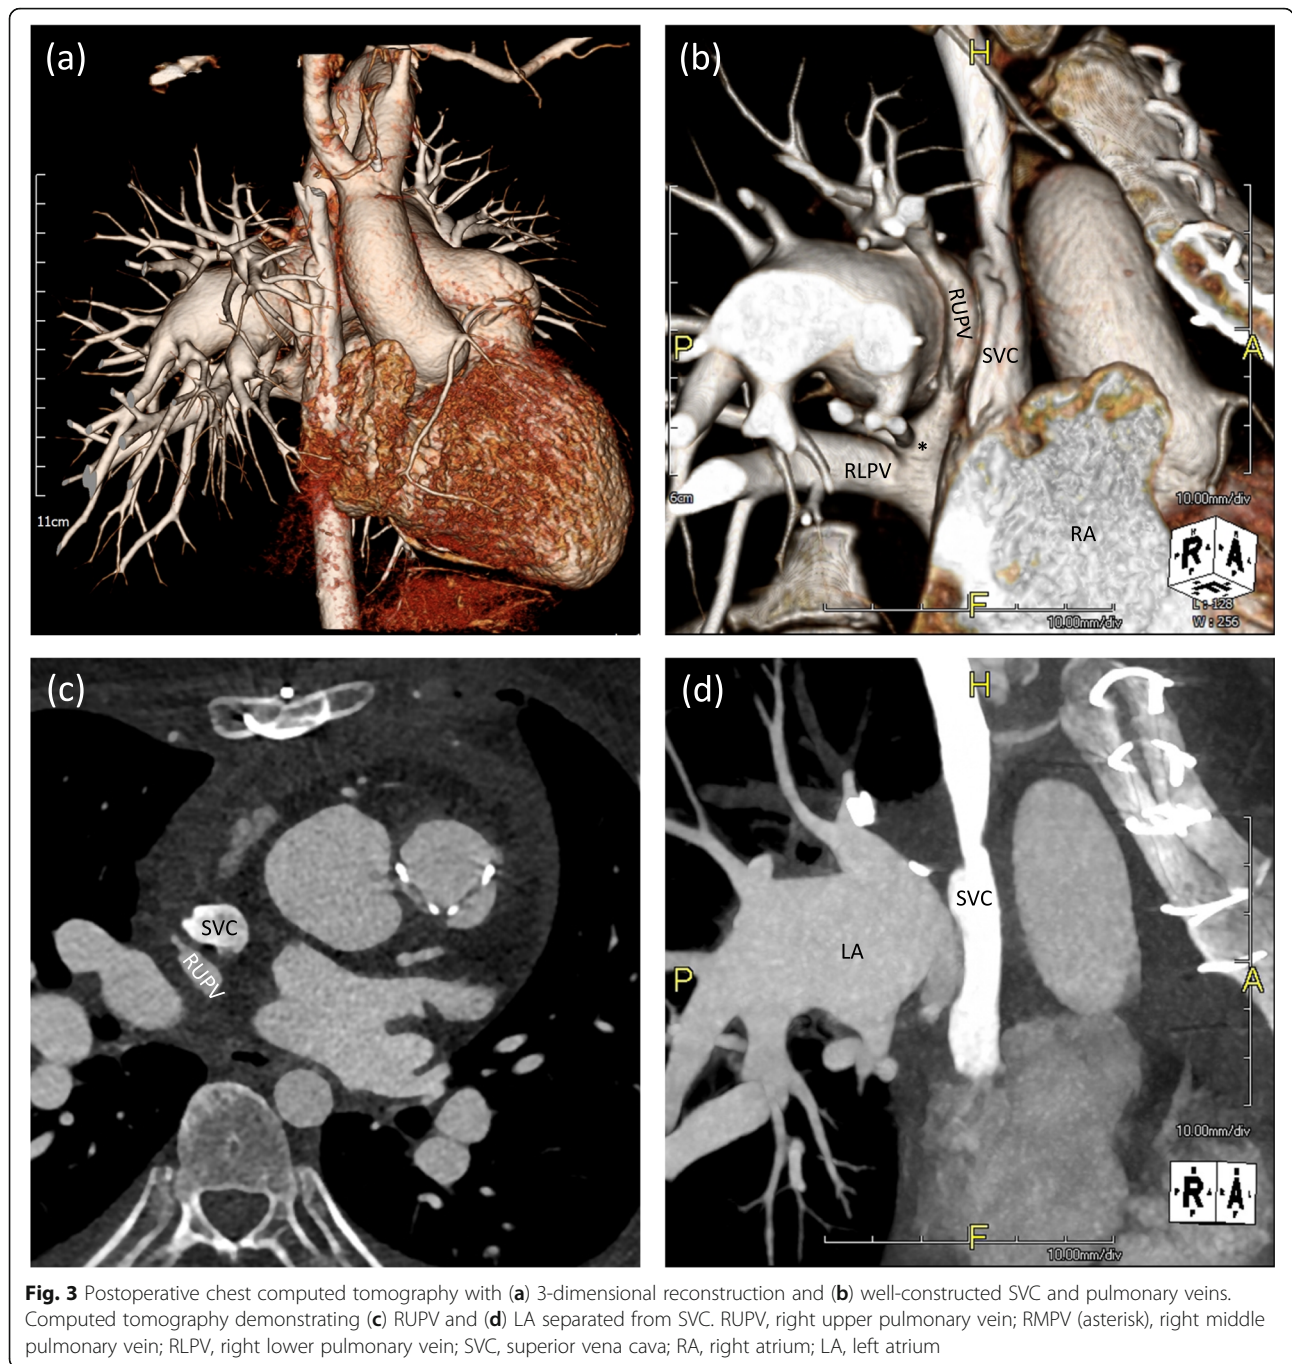 (a)
11cm
(b)
H
RUPV
SVC
P
A
*
RLPV
6cm
10.00mm/div
RA
R
A
F
L : 128
W : 256
10.00mm/div
(c)
SVC
RUPV
(d)
H
SVC
LA
P
A
10.00mm/div
R
A
F
10.00mm/div
Fig. 3 Postoperative chest computed tomography with (a) 3-dimensional reconstruction and (b) well-constructed SVC and pulmonary veins.
Computed tomography demonstrating (c) RUPV and (d) LA separated from SVC. RUPV, right upper pulmonary vein; RMPV (asterisk), right middle
pulmonary vein; RLPV, right lower pulmonary vein; SVC, superior vena cava; RA, right atrium; LA, left atrium